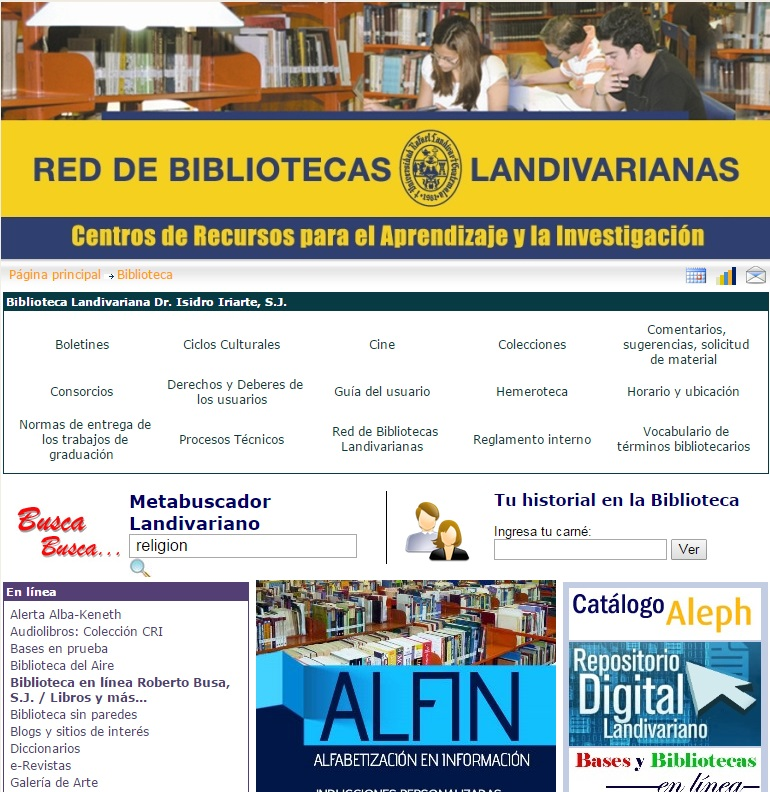 RED DE BIBLIOTECAS LANDIVARIANAS
Centros de Recursos para el Aprendizaje y la Investigación
Página principal Biblioteca
Biblioteca Landivariana Dr. Isidro Iriarte, S.J.
Boletines
Ciclos Culturales
Cine
Colecciones
Comentarios,
sugerencias, solicitud
de material
Consorcios
Derechos y Deberes de
los usuarios
Guía del usuario
Hemeroteca
Horario y ubicación
Normas de entrega de
los trabajos de
graduación
Procesos Técnicos
Red de Bibliotecas
Landivarianas
Reglamento interno
Vocabulario de
términos bibliotecarios
Busca
Busca...
Metabuscador
Landivariano
religion
Tu historial en la Biblioteca
Ingresa tu carné:
Ver
En línea
Alerta Alba-Keneth
Audiolibros: Colección CRI
Bases en prueba
Biblioteca del Aire
Biblioteca en línea Roberto Busa,
S.J. / Libros y más...
Biblioteca sin paredes
Blogs y sitios de interés
Diccionarios
e-Revistas
Galería de Arte
ALFIN
ALFABETIZACIÓN EN INFORMACIÓN
INDUCCIONES PERSONALIZADAS
Catálogo Aleph
Repositorio
Digital
Landivariano
Bases y Bibliotecas
en línea